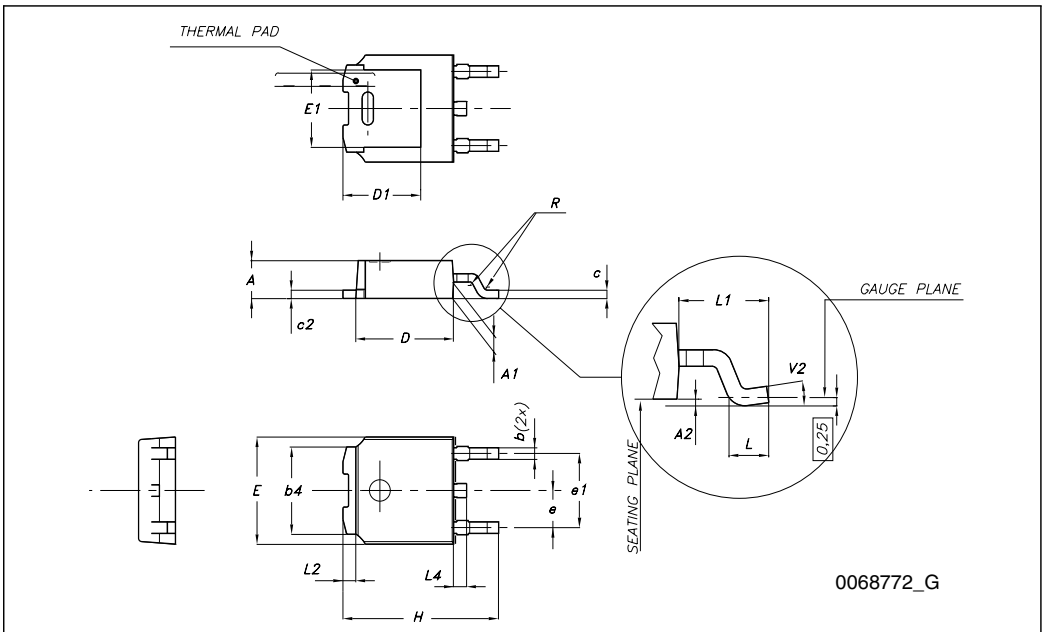 THERMAL PAD
E1
D1
R
A
c
c2
D
A1
L1
GAUGE PLANE
V2
A2
L
0,25
SEATING PLANE
b(2x)
E
b4
e1
e
L2
L4
H
0068772_G